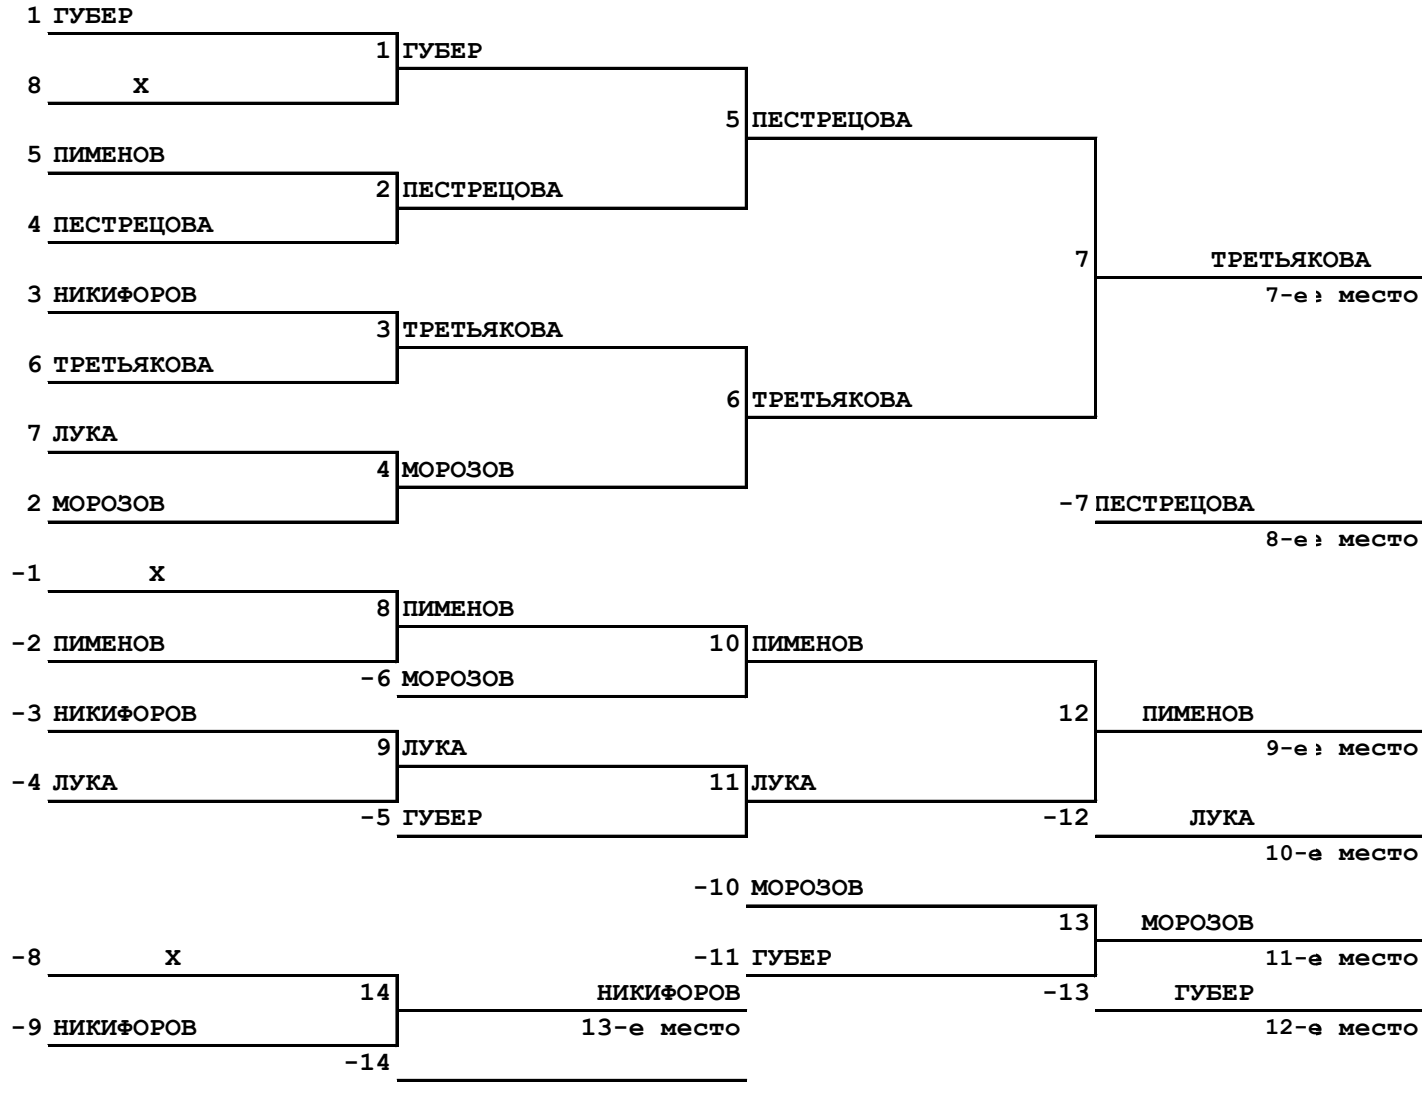 1 ГУБЕР
1 ГУБЕР
8 X
5 ПЕСТРЕЦОВА
5 ПИМЕНОВ
2 ПЕСТРЕЦОВА
4 ПЕСТРЕЦОВА
7 ТРЕТЬЯКОВА
3 НИКИФОРОВ
7-е место
3 ТРЕТЬЯКОВА
6 ТРЕТЬЯКОВА
6 ТРЕТЬЯКОВА
7 ЛУКА
4 МОРОЗОВ
2 МОРОЗОВ
-7 ПЕСТРЕЦОВА
8-е место
-1 X
8 ПИМЕНОВ
-2 ПИМЕНОВ
10 ПИМЕНОВ
-6 МОРОЗОВ
-3 НИКИФОРОВ
12 ПИМЕНОВ
9 ЛУКА
9-е место
-4 ЛУКА
11 ЛУКА
-5 ГУБЕР
-12 ЛУКА
10-е место
-10 МОРОЗОВ
13 МОРОЗОВ
-8 X
-11 ГУБЕР
11-е место
14 НИКИФОРОВ
-13 ГУБЕР
-9 НИКИФОРОВ
13-е место
12-е место
-14